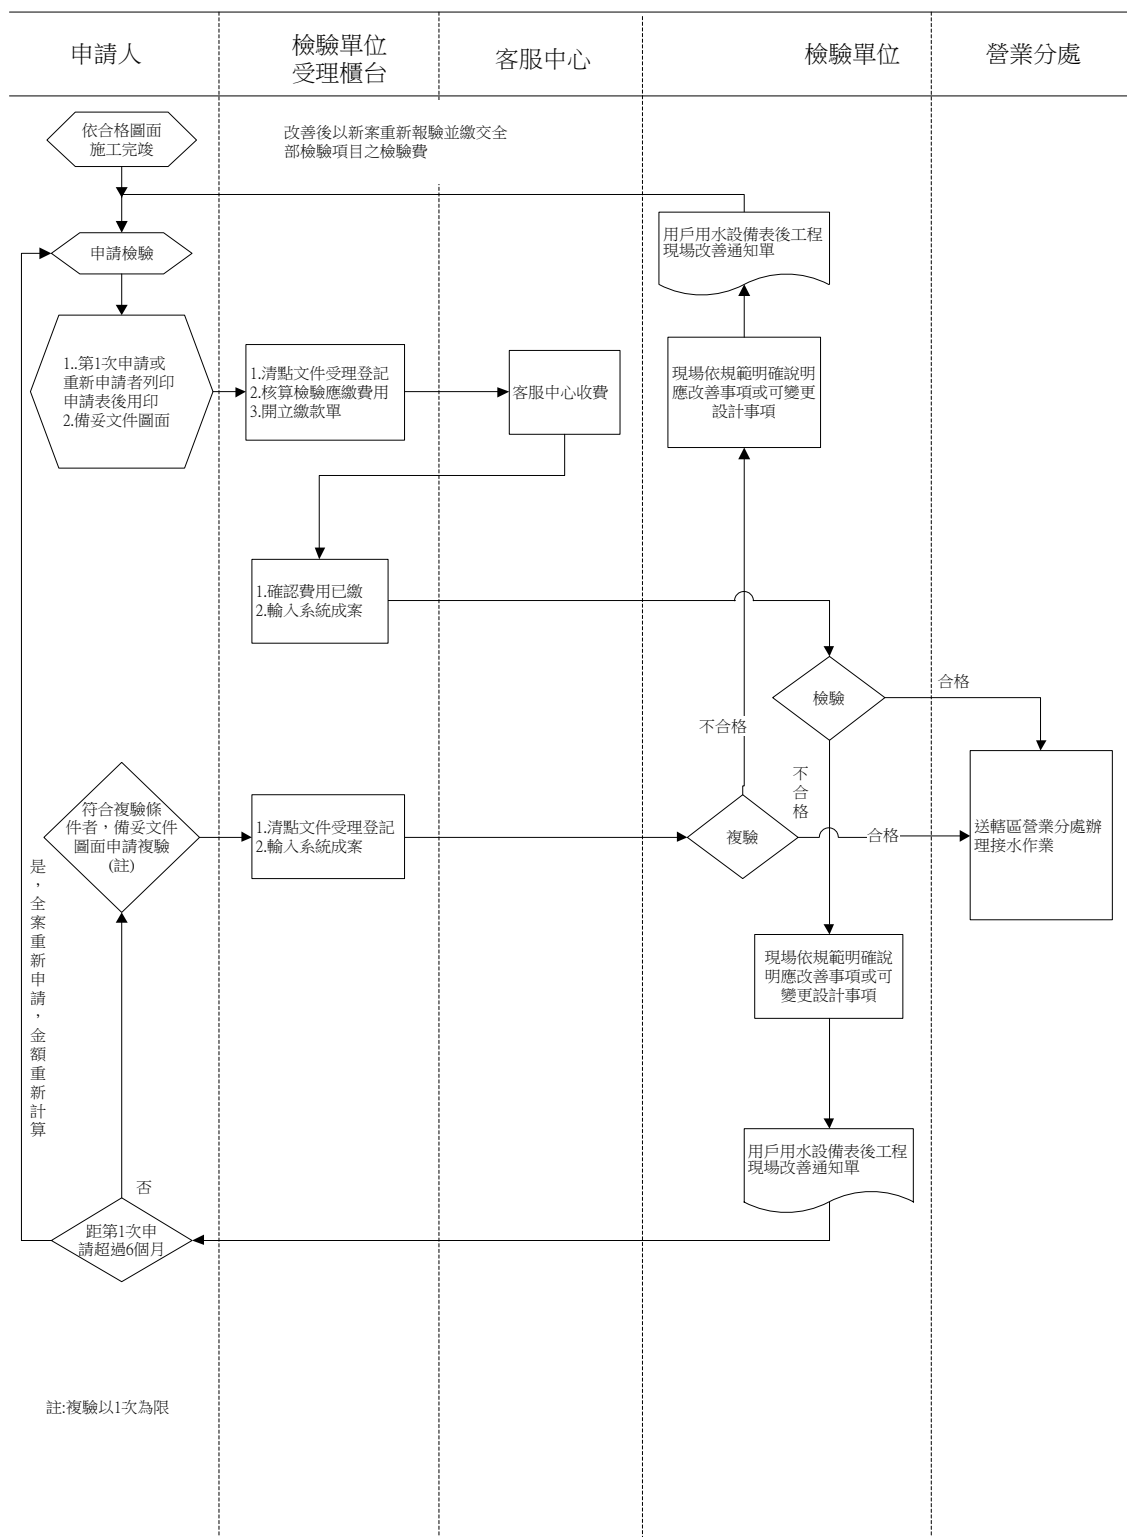 申請人
檢驗單位
受理櫃台
客服中心
檢驗單位
營業分處
依合格圖面
施工完竣
改善後以新案重新報驗並繳交全
部檢驗項目之檢驗費
申請檢驗
用戶用水設備表後工程
現場改善通知單
1..第1次申請或
重新申請者列印
申請表後用印
2.備妥文件圖面
1.清點文件受理登記
2.核算檢驗應繳費用
3.開立繳款單
客服中心收費
現場依規範明確說明
應改善事項或可變更
設計事項
1.確認費用已繳
2.輸入系統成案
檢驗
合格
不合格
不合格
符合複驗條
件者，備妥文件
圖面申請複驗
(註)
1.清點文件受理登記
2.輸入系統成案
複驗
合格
送轄區營業分處辦
理接水作業
是，全案重新申請，金額重新計算
現場依規範明確說
明應改善事項或可
變更設計事項
用戶用水設備表後工程
現場改善通知單
否
距第1次申
請超過6個月
註:複驗以1次為限